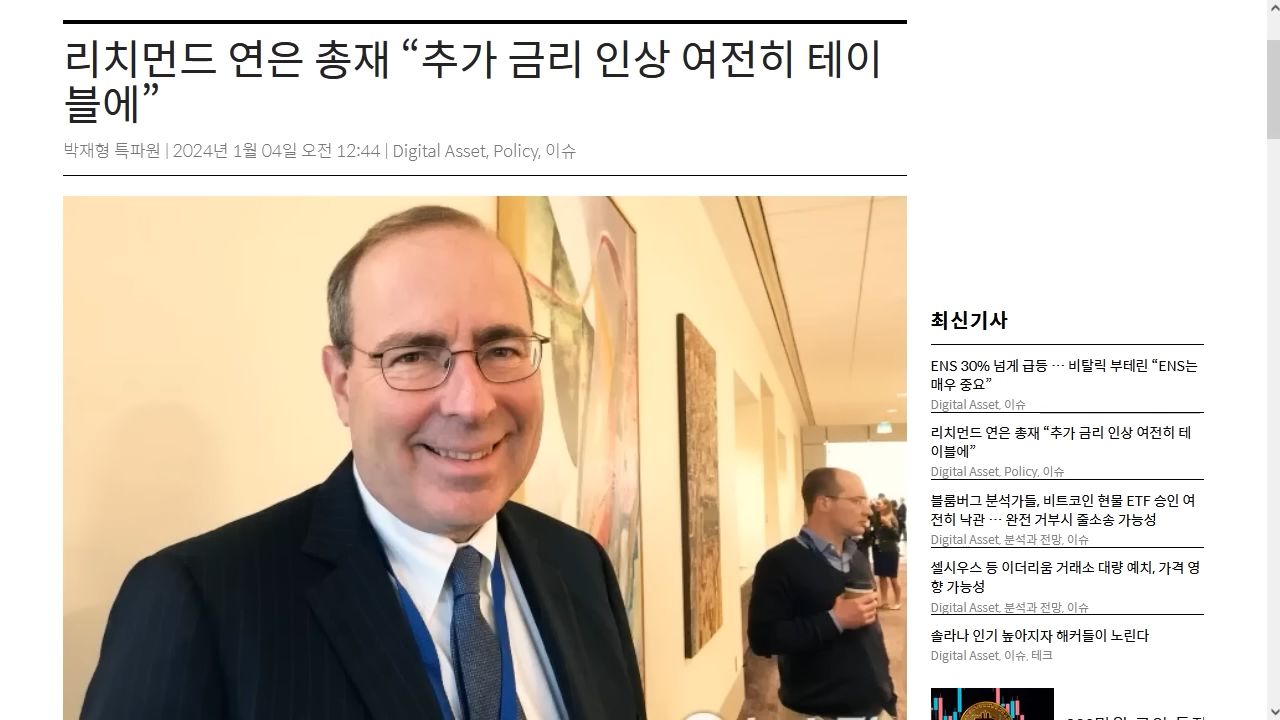 리치먼드 연은 총재 “추가 금리 인상 여전히 테이
블에”
박재형 특파원 | 2024년 1월 04일 오전 12:44 | Digital Asset, Policy, 이슈
최신기사
ENS 30% 넘게 급등 … 비탈릭 부테린 “ENS는
매우 중요”
Digital Asset, 이슈
리치먼드 연은 총재 “추가 금리 인상 여전히 테
이블에”
Digital Asset, Policy, 이슈
블룸버그 분석가들, 비트코인 현물 ETF 승인 여
전히 낙관 … 완전 거부시 줄소송 가능성
Digital Asset, 분석과 전망, 이슈
셀시우스 등 이더리움 거래소 대량 예치, 가격 영
향 가능성
Digital Asset, 분석과 전망, 이슈
솔라나 인기 높아지자 해커들이 노린다
Digital Asset, 이슈, 테크